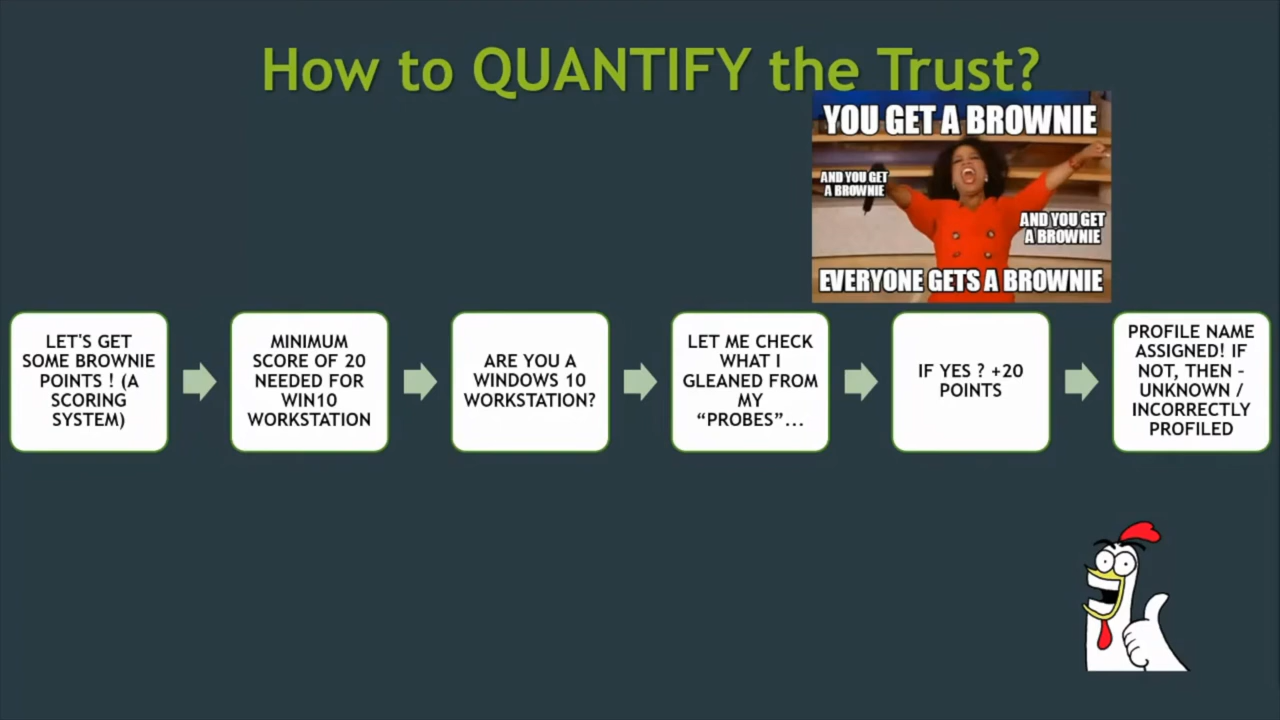 How to QUANTIFY the Trust?
YOU GET A BROWNIE
AND YOU GET
A BROWNIE
AND YOU GET
A BROWNIE
EVERYONE GETS A BROWNIE
LET'S GET
SOME BROWNIE
POINTS ! (A
SCORING
SYSTEM)
MINIMUM
SCORE OF 20
NEEDED FOR
WIN10
WORKSTATION
ARE YOU A
WINDOWS 10
WORKSTATION?
LET ME CHECK
WHAT I
GLEANED FROM
MY
“PROBES”...
IF YES ? +20
POINTS
PROFILE NAME
ASSIGNED! IF
NOT, THEN –
UNKNOWN /
INCORRECTLY
PROFILED